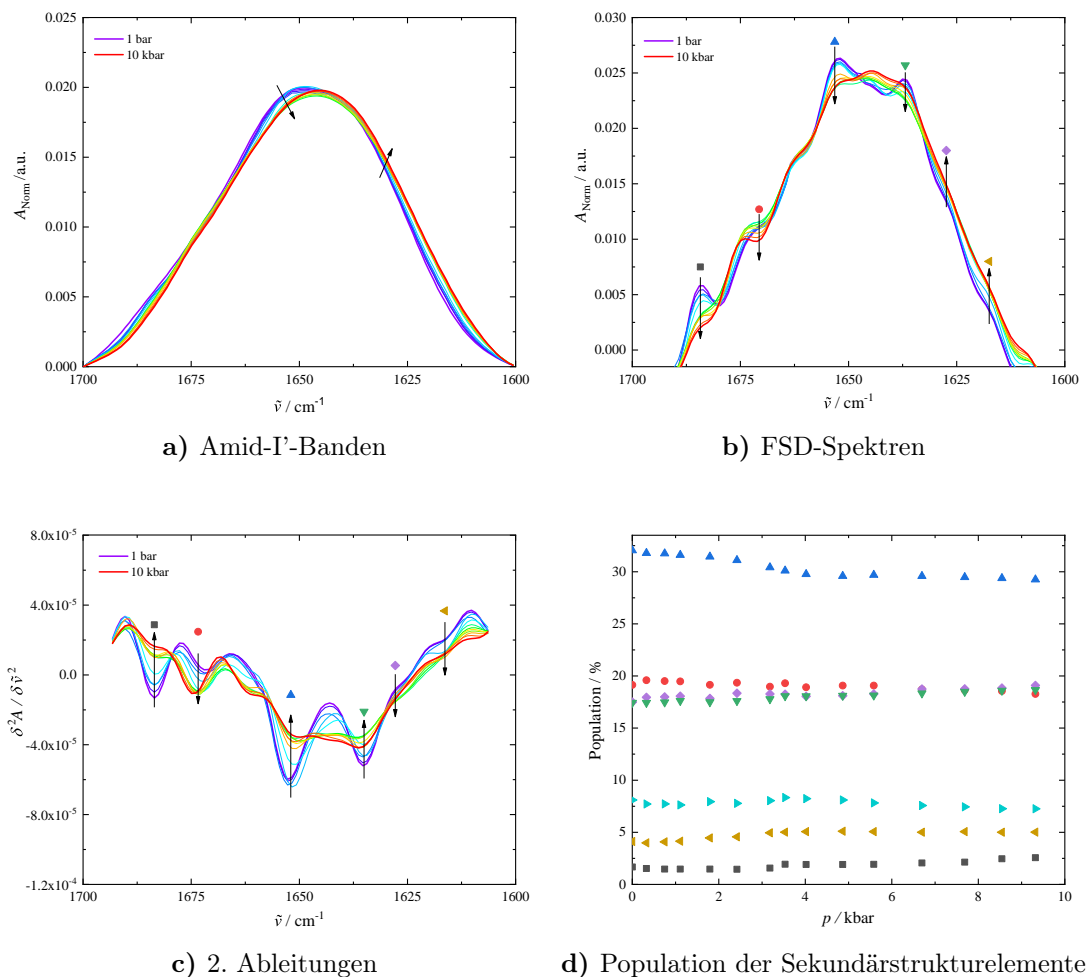 0.025
0.020
0.015
0.010
0.005
0.000
1700
1675
1650
1625
1600
A_Norm / a.u.
ṽ / cm⁻¹
1 bar
10 kbar
a) Amid-I'-Banden
0.030
0.025
0.020
0.015
0.010
0.005
0.000
1700
1675
1650
1625
1600
A_Norm / a.u.
ṽ / cm⁻¹
1 bar
10 kbar
b) FSD-Spektren
8.0x10⁻⁵
4.0x10⁻⁵
0.0
-4.0x10⁻⁵
-8.0x10⁻⁵
-1.2x10⁻⁴
1700
1675
1650
1625
1600
δ²A / δṽ²
ṽ / cm⁻¹
1 bar
10 kbar
c) 2. Ableitungen
30
25
20
15
10
5
0
0
2
4
6
8
10
Population / %
p / kbar
d) Population der Sekundärstrukturelemente